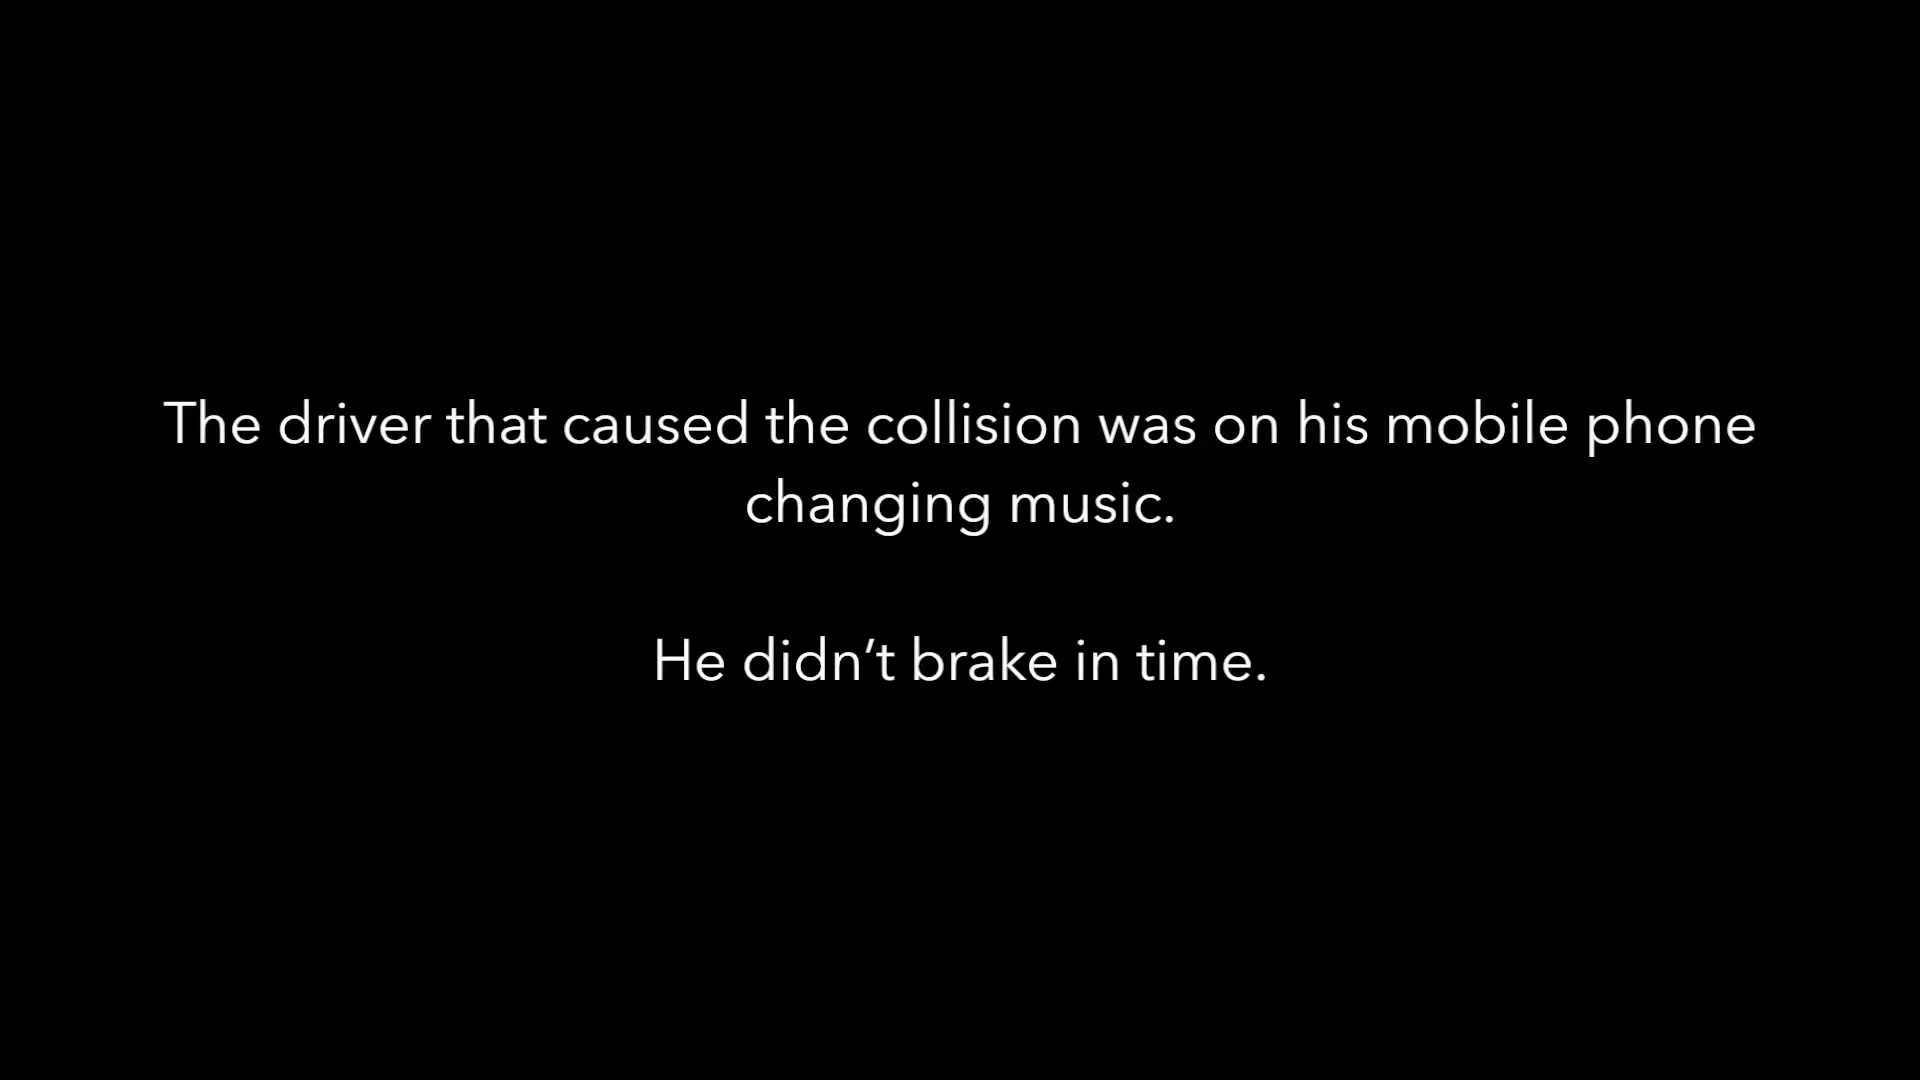 The driver that caused the collision was on his mobile phone
changing music.
He didn’t brake in time.